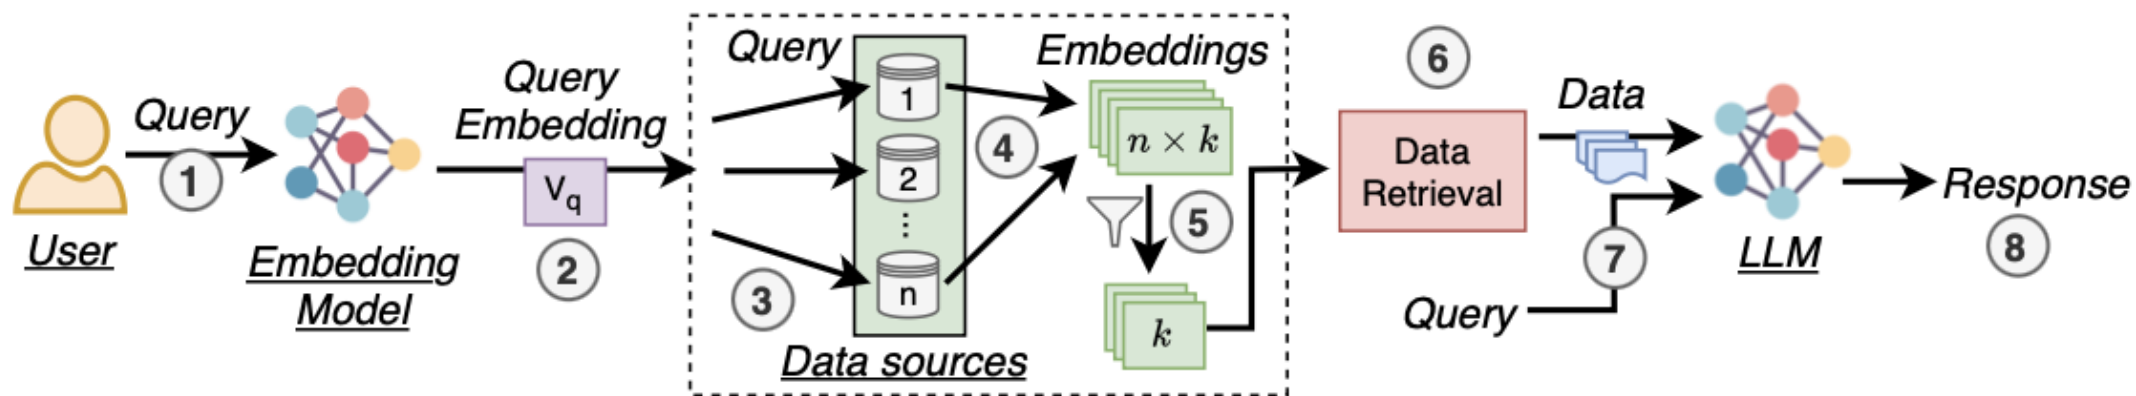 Query
1
User
Embedding
Model
Query
Embedding
Vq
2
Query
3
1
2
⋮
n
Data sources
4
Embeddings
n × k
5
k
6
Data
Retrieval
Data
7
Query
LLM
Response
8